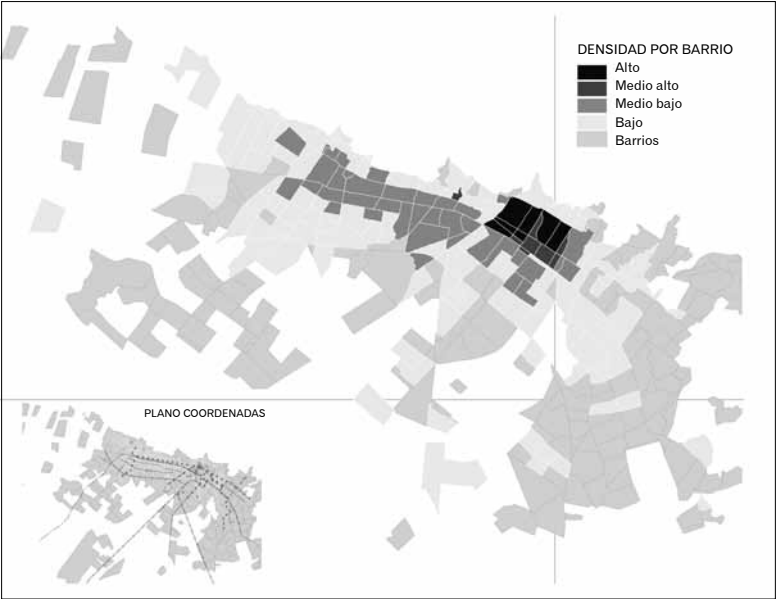 DENSIDAD POR BARRIO
Alto
Medio alto
Medio bajo
Bajo
Barrios
PLANO COORDENADAS